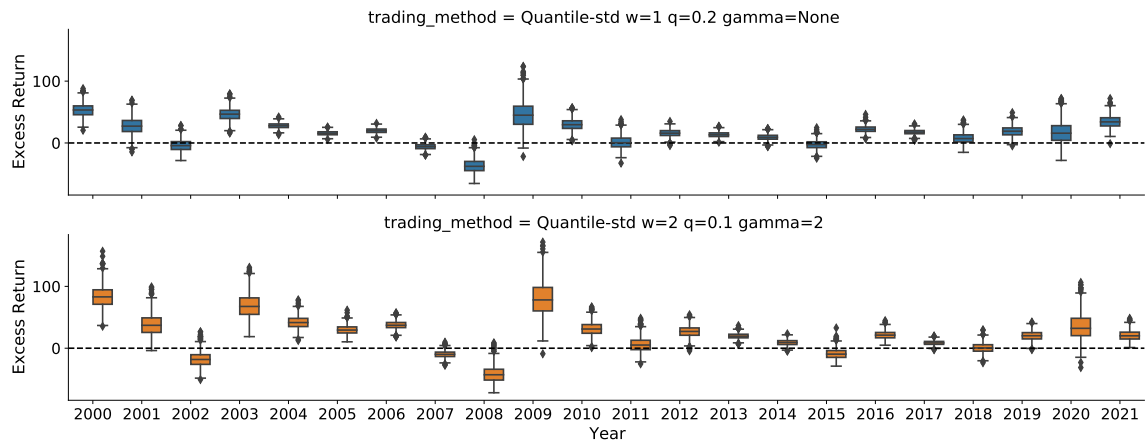 trading_method = Quantile-std w=1 q=0.2 gamma=None
Excess Return
100
0
trading_method = Quantile-std w=2 q=0.1 gamma=2
Excess Return
100
0
2000 2001 2002 2003 2004 2005 2006 2007 2008 2009 2010 2011 2012 2013 2014 2015 2016 2017 2018 2019 2020 2021
Year